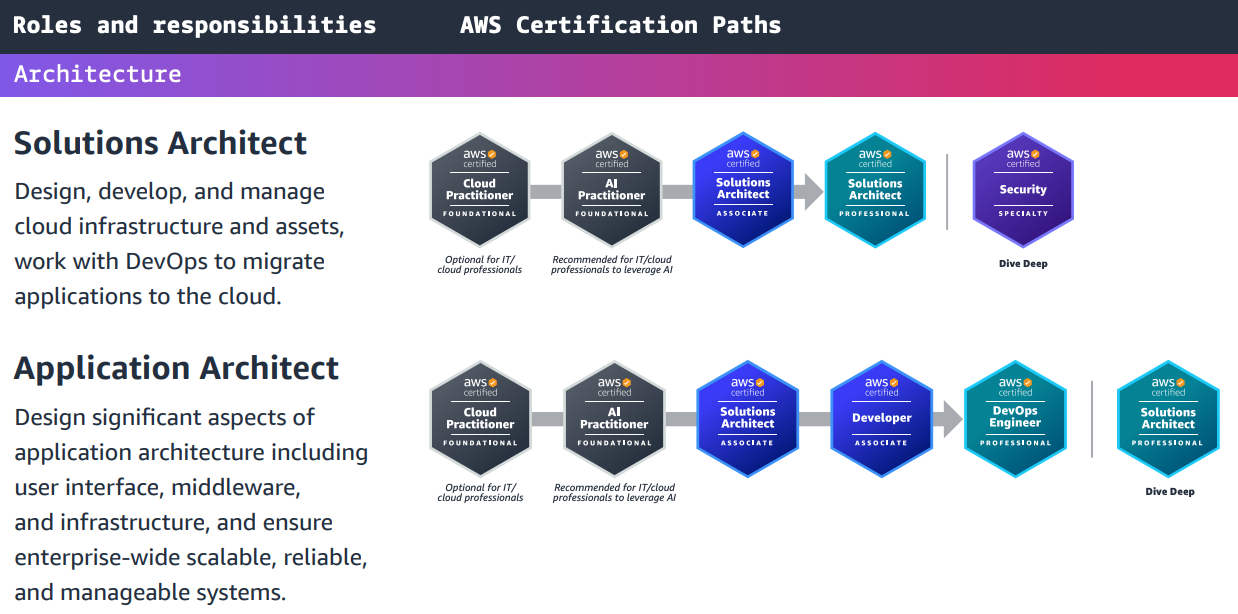 Roles and responsibilities
AWS Certification Paths
Architecture
Solutions Architect
Design, develop, and manage
cloud infrastructure and assets,
work with DevOps to migrate
applications to the cloud.
aws
certified
Cloud
Practitioner
FOUNDATIONAL
Optional for IT/
cloud professionals
aws
certified
AI
Practitioner
FOUNDATIONAL
Recommended for IT/cloud
professionals to leverage AI
aws
certified
Solutions
Architect
ASSOCIATE
aws
certified
Solutions
Architect
PROFESSIONAL
aws
certified
Security
SPECIALTY
Dive Deep
Application Architect
Design significant aspects of
application architecture including
user interface, middleware,
and infrastructure, and ensure
enterprise-wide scalable, reliable,
and manageable systems.
aws
certified
Cloud
Practitioner
FOUNDATIONAL
Optional for IT/
cloud professionals
aws
certified
AI
Practitioner
FOUNDATIONAL
Recommended for IT/cloud
professionals to leverage AI
aws
certified
Solutions
Architect
ASSOCIATE
aws
certified
Developer
ASSOCIATE
aws
certified
DevOps
Engineer
PROFESSIONAL
aws
certified
Solutions
Architect
PROFESSIONAL
Dive Deep